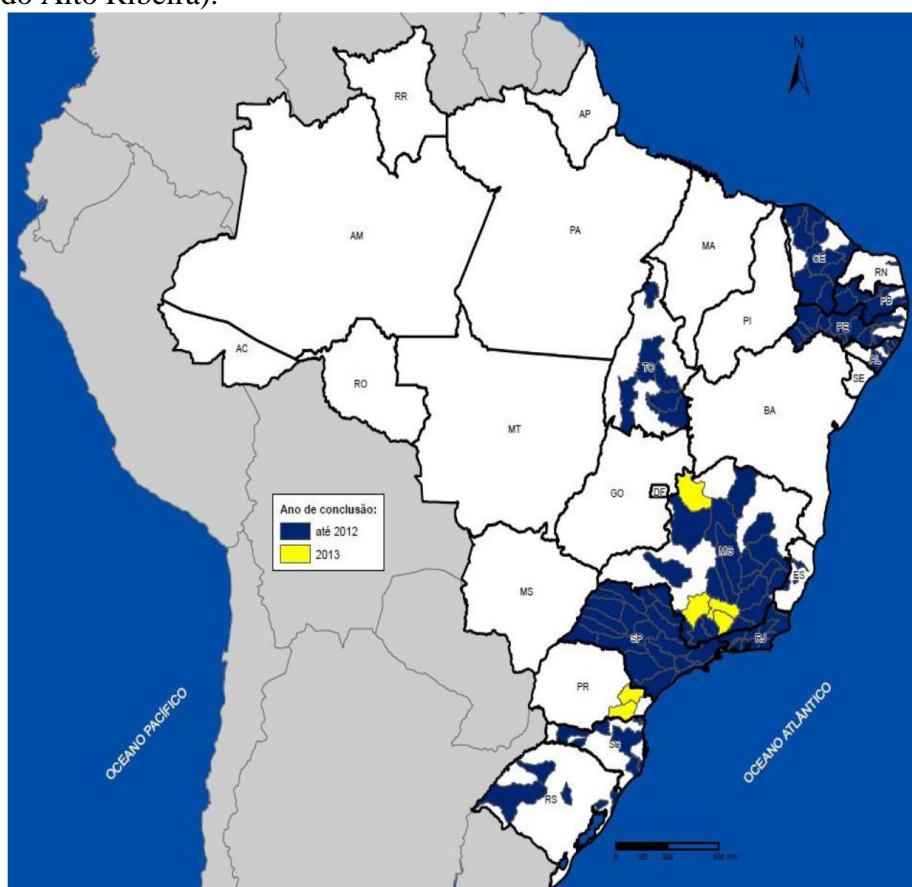 do Alto Ribeira).
N
RR
AP
AM
PA
MA
CE
RN
PB
PI
PE
AL
SE
AC
RO
TO
BA
MT
GO
DF
Ano de conclusão:
até 2012
2013
MG
ES
MS
SP
RJ
PR
OCEANO PACÍFICO
OCEANO ATLÂNTICO
SC
RS
0 150 300 600 Km